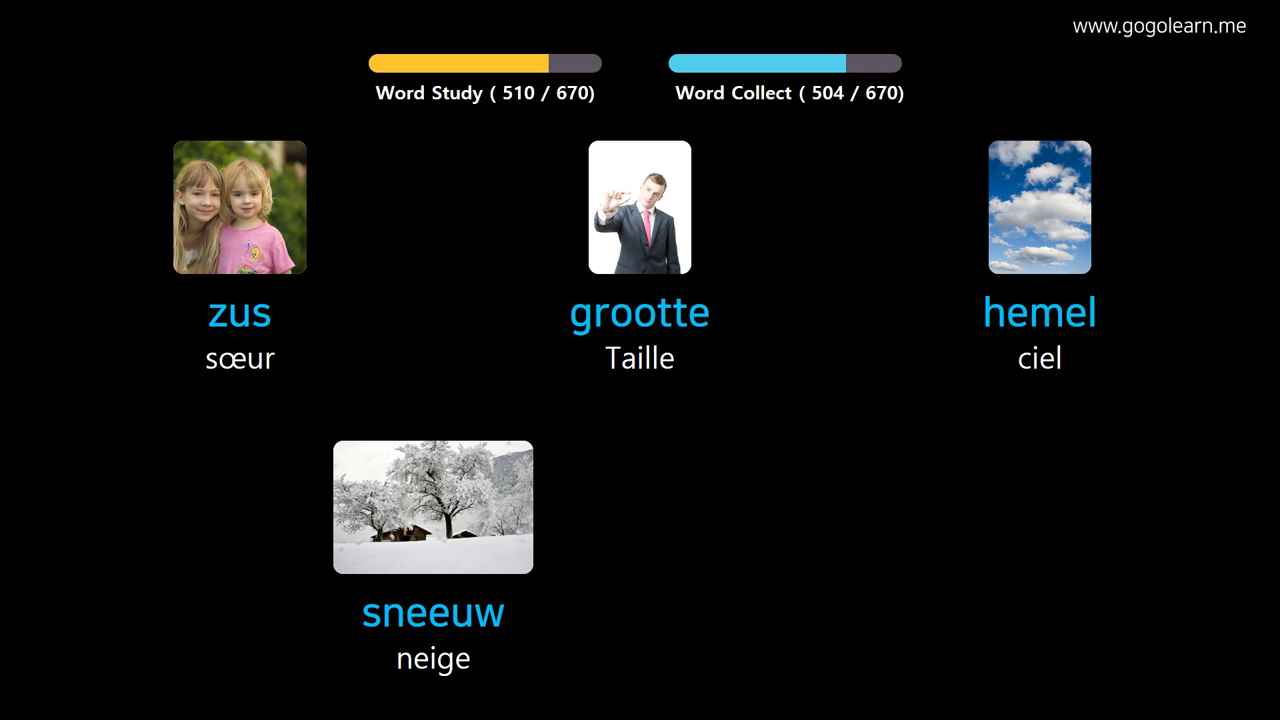 www.gogolearn.me
Word Study ( 510 / 670)
Word Collect ( 504 / 670)
zus
sœur
grootte
Taille
hemel
ciel
sneeuw
neige